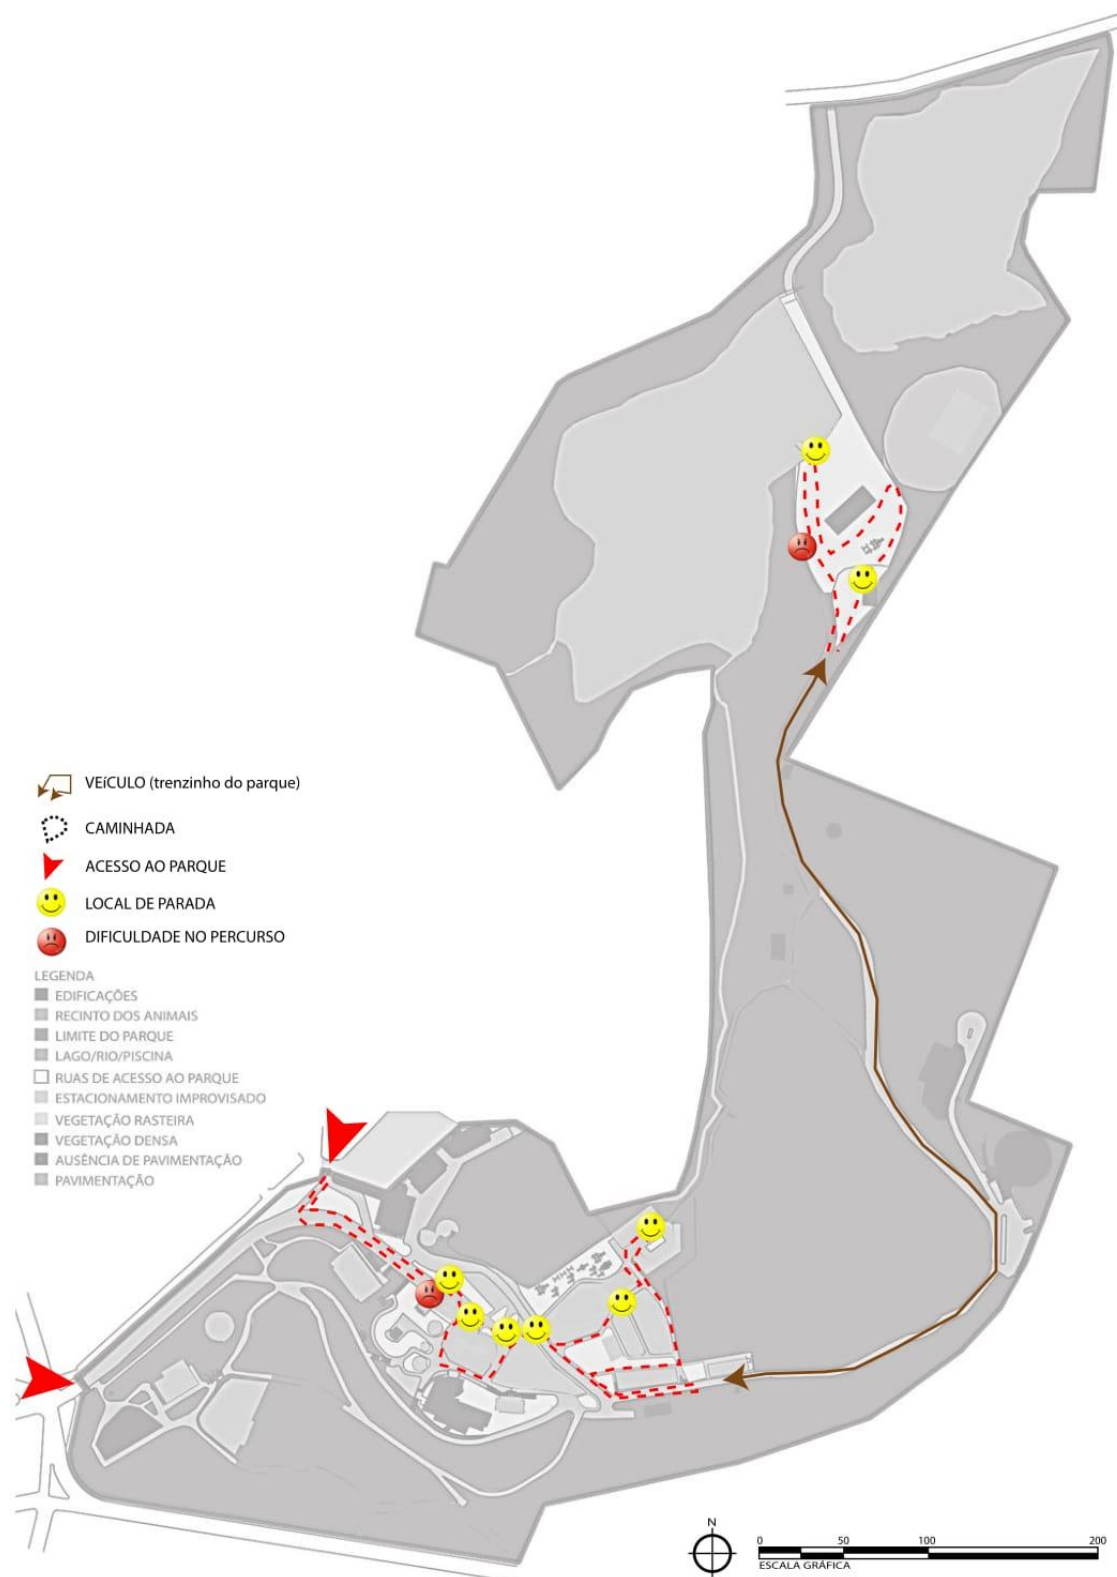 VEíCULO (trenzinho do parque)
CAMINHADA
ACESSO AO PARQUE
LOCAL DE PARADA
DIFICULDADE NO PERCURSO
LEGENDA
EDIFICAÇÕES
RECINTO DOS ANIMAIS
LIMITE DO PARQUE
LAGO/RIO/PISCINA
RUAS DE ACESSO AO PARQUE
ESTACIONAMENTO IMPROVISADO
VEGETAÇÃO RASTEIRA
VEGETAÇÃO DENSA
AUSÊNCIA DE PAVIMENTAÇÃO
PAVIMENTAÇÃO
N
0 50 100 200
ESCALA GRÁFICA